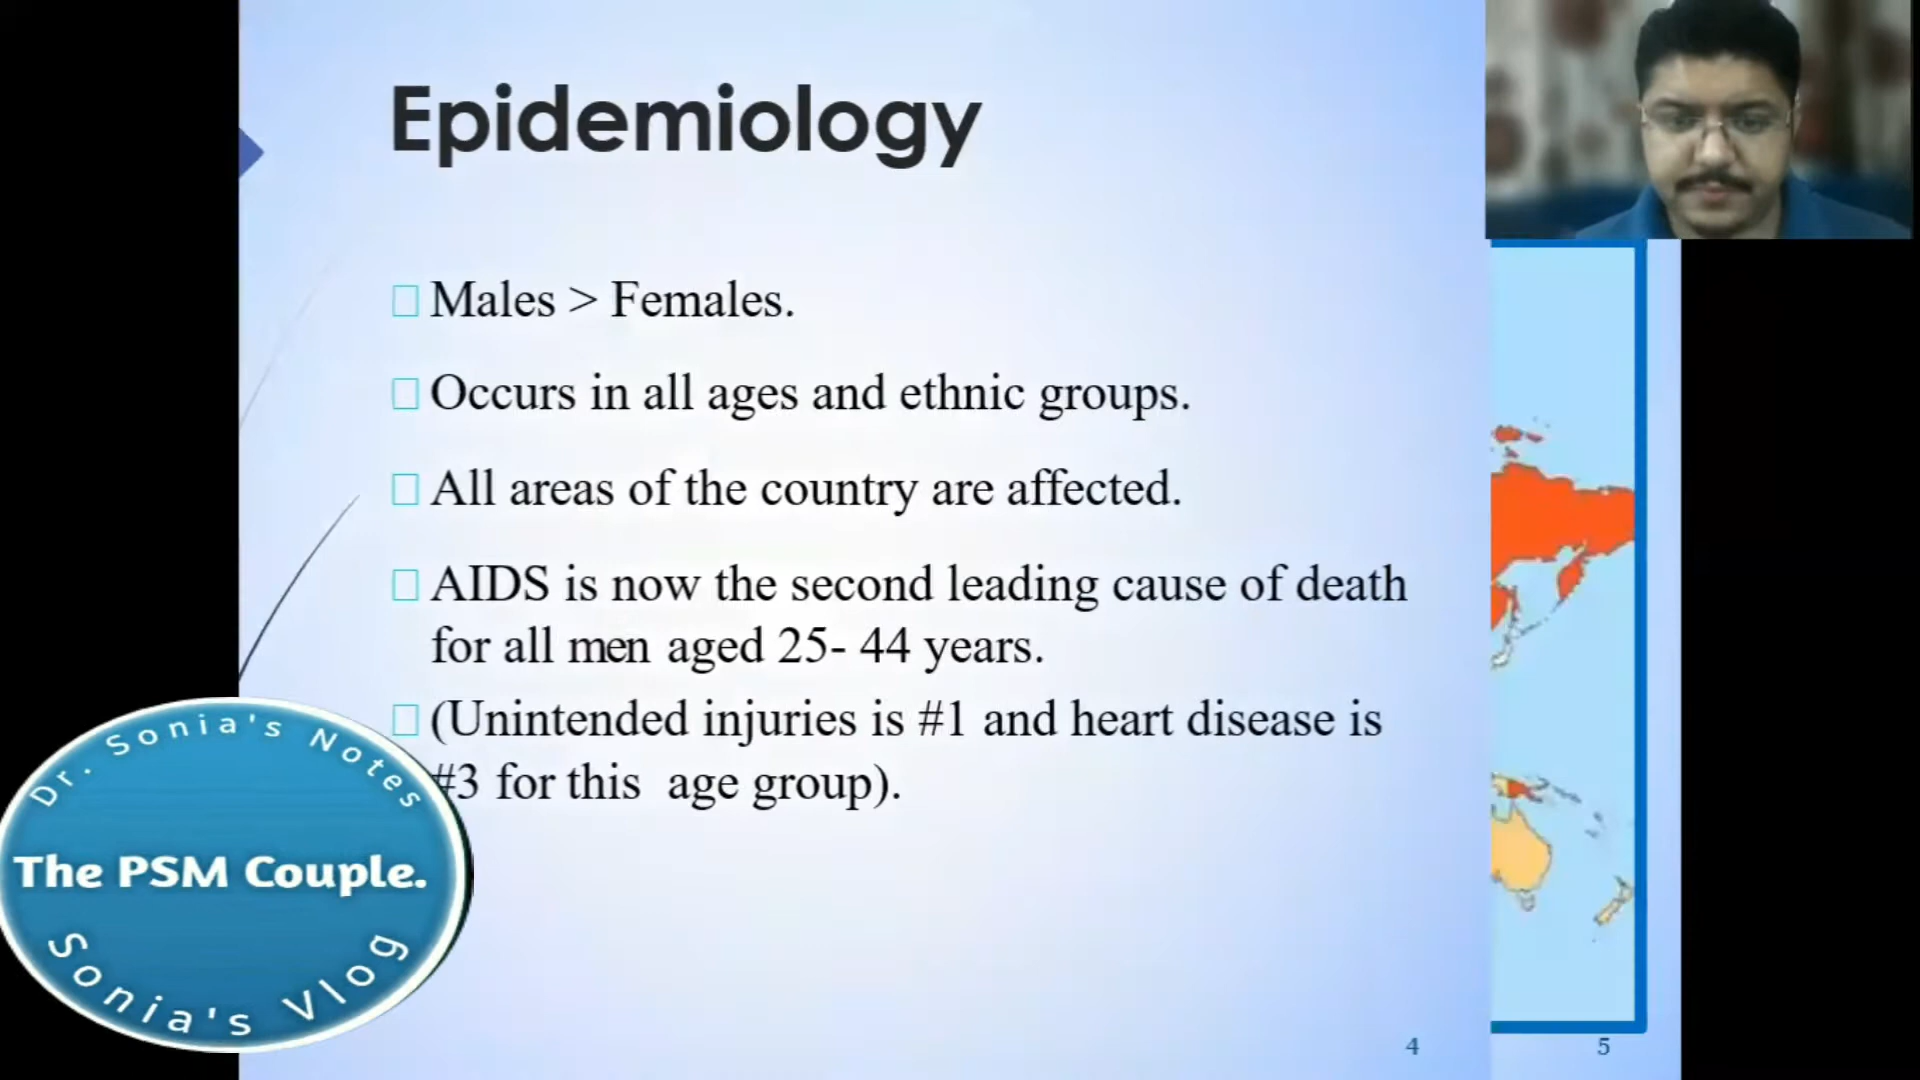 Epidemiology
Males > Females.
Occurs in all ages and ethnic groups.
All areas of the country are affected.
AIDS is now the second leading cause of death
for all men aged 25- 44 years.
(Unintended injuries is #1 and heart disease is
#3 for this age group).
Dr. Sonia's Notes
The PSM Couple.
Sonia's Vlog
4
5